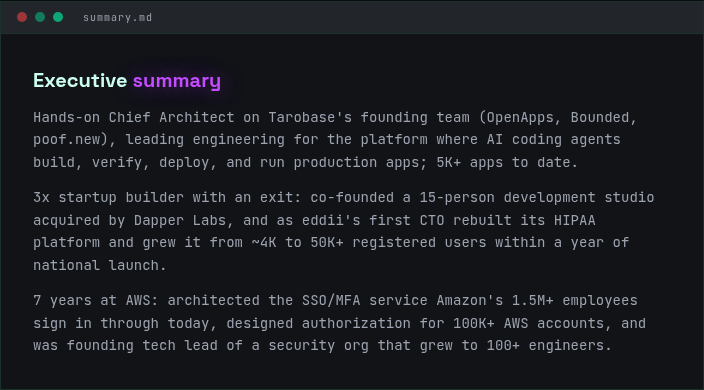 summary.md
Executive summary
Hands-on Chief Architect on Tarobase's founding team (OpenApps, Bounded,
poof.new), leading engineering for the platform where AI coding agents
build, verify, deploy, and run production apps; 5K+ apps to date.
3x startup builder with an exit: co-founded a 15-person development studio
acquired by Dapper Labs, and as eddii's first CTO rebuilt its HIPAA
platform and grew it from ~4K to 50K+ registered users within a year of
national launch.
7 years at AWS: architected the SSO/MFA service Amazon's 1.5M+ employees
sign in through today, designed authorization for 100K+ AWS accounts, and
was founding tech lead of a security org that grew to 100+ engineers.